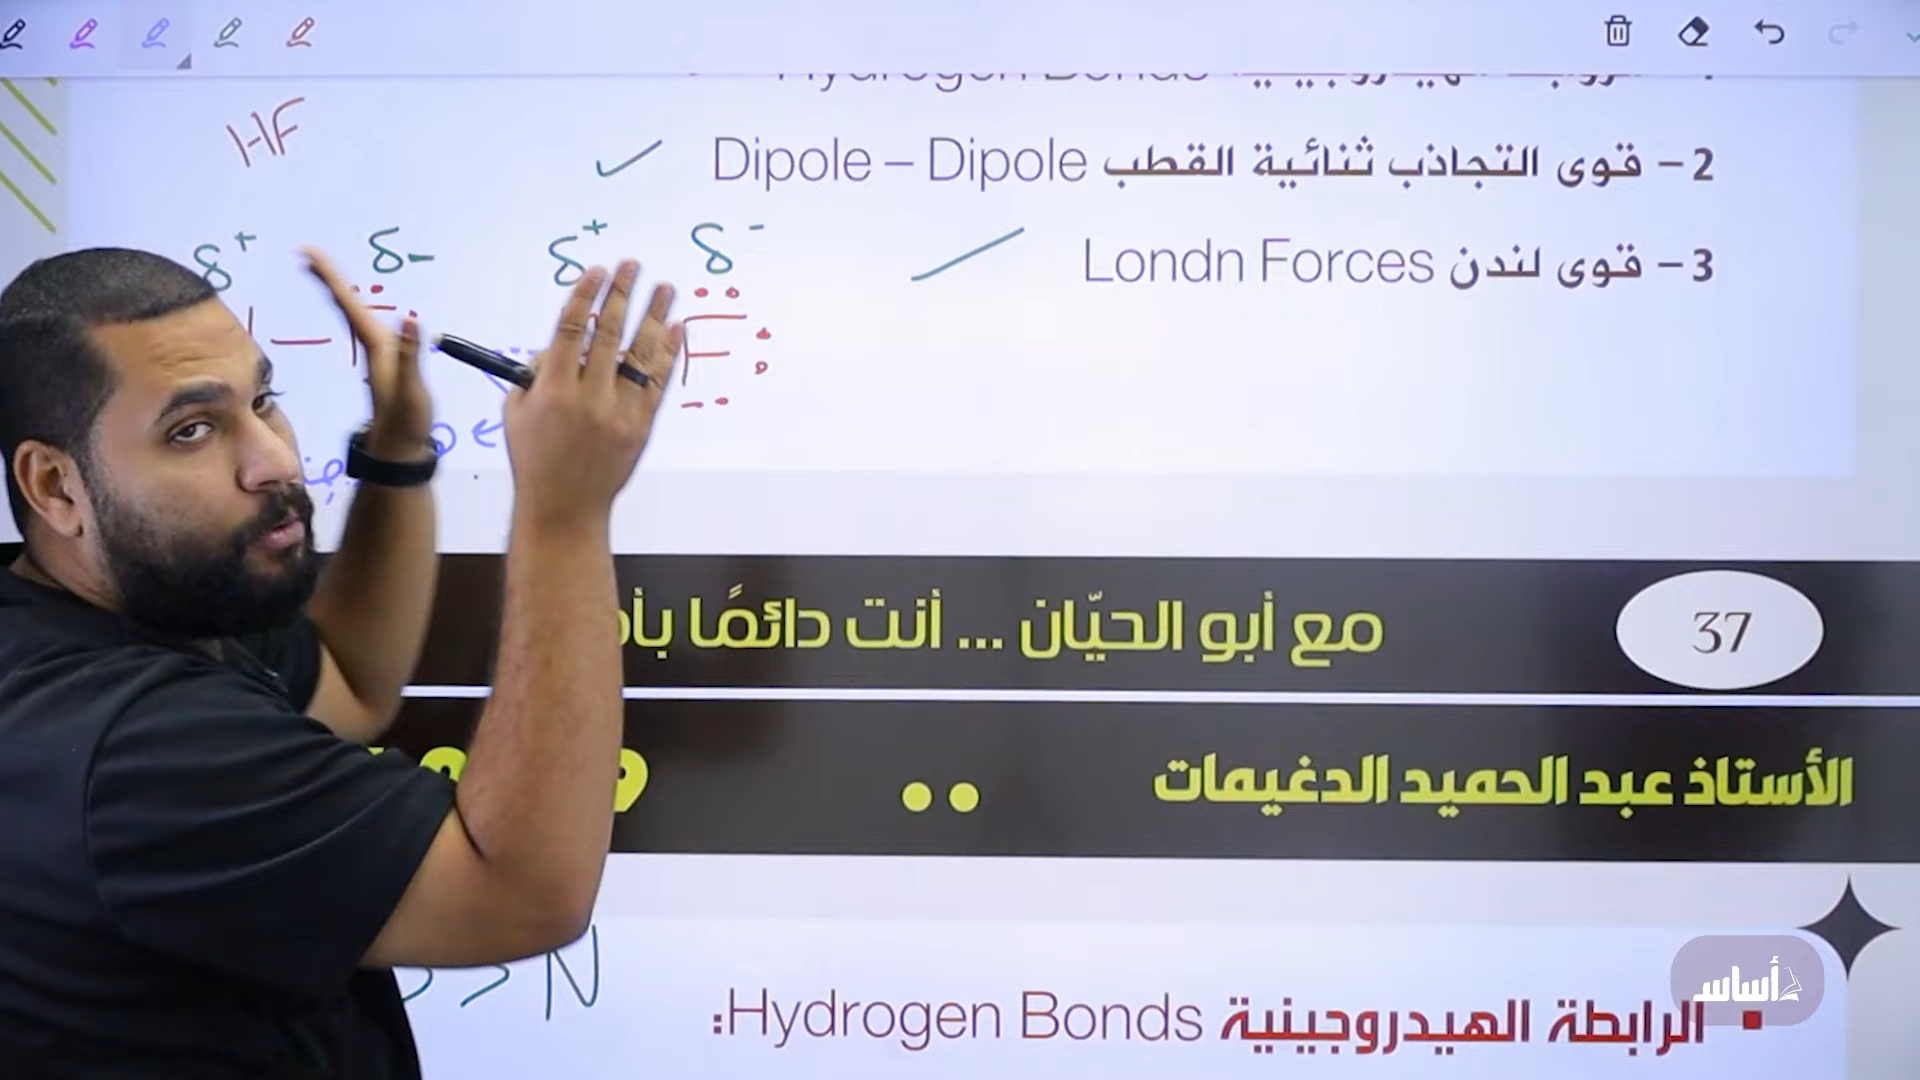 HF
2 – قوى التجاذب ثنائية القطب Dipole – Dipole
δ+ δ- δ+ δ-
3 – قوى لندن Londn Forces
F
مع أبو الحيّان ... أنت دائمًا
37
الأستاذ عبد الحميد الدغيمات
> N
أساس
▪ الرابطة الهيدروجينية Hydrogen Bonds: